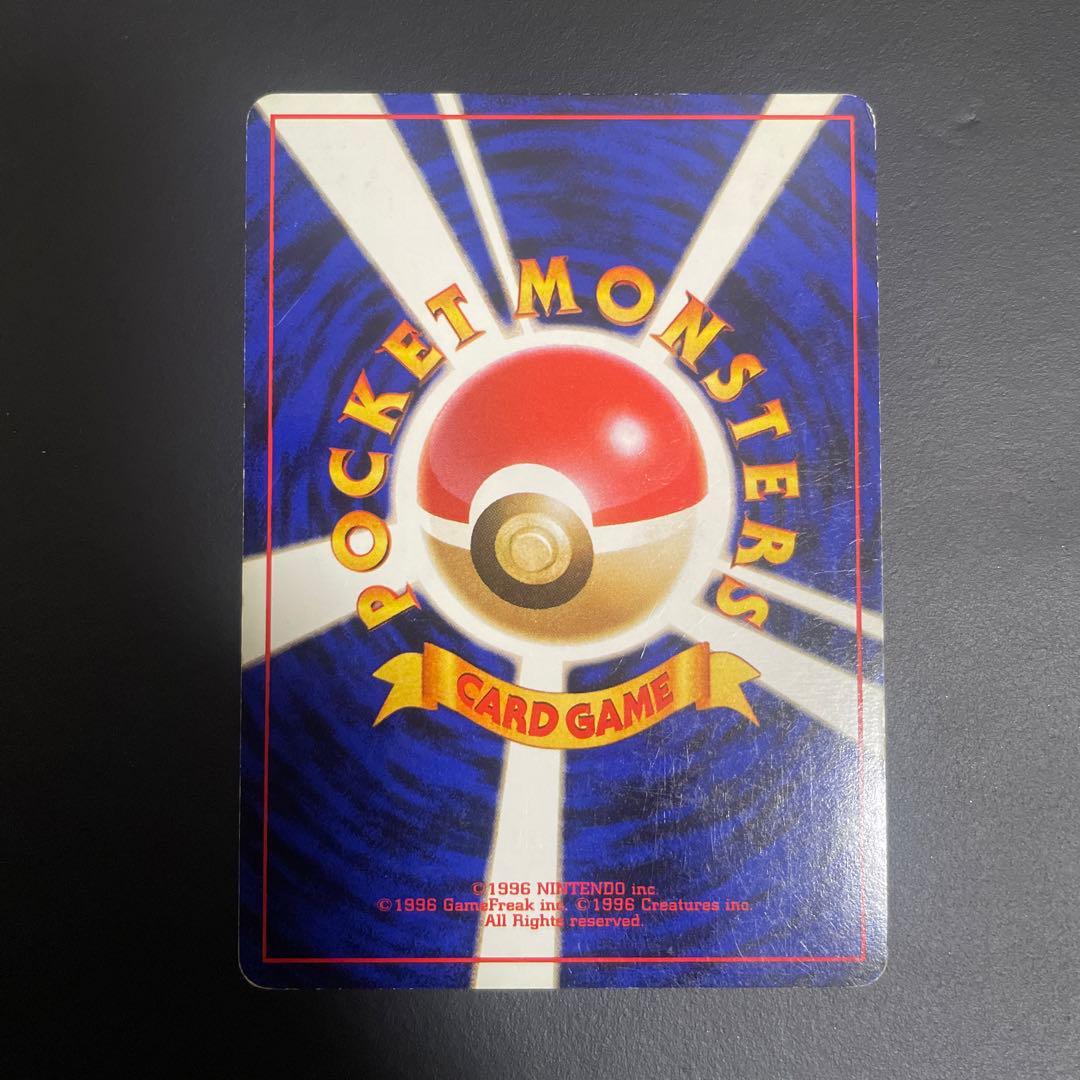 POCKET MONSTERS
CARD GAME
©1996 NINTENDO inc.
©1996 GameFreak inc. ©1996 Creatures inc.
All Rights reserved.